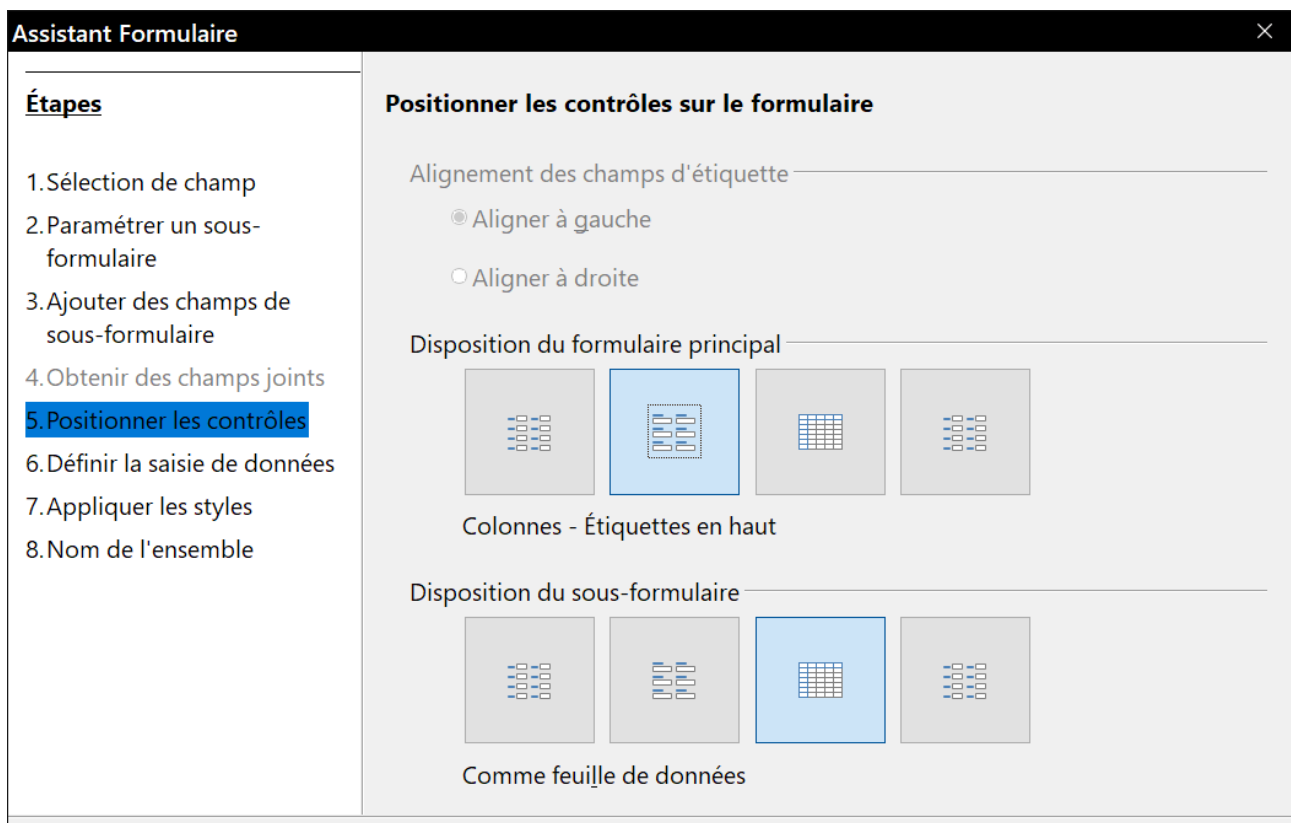 Assistant Formulaire
Étapes
1.Sélection de champ
2.Paramétrer un sous-
formulaire
3.Ajouter des champs de
sous-formulaire
4.Obtenir des champs joints
5.Positionner les contrôles
6.Définir la saisie de données
7.Appliquer les styles
8.Nom de l'ensemble
Positionner les contrôles sur le formulaire
Alignement des champs d'étiquette
Aligner à gauche
Aligner à droite
Disposition du formulaire principal
Colonnes - Étiquettes en haut
Disposition du sous-formulaire
Comme feuille de données